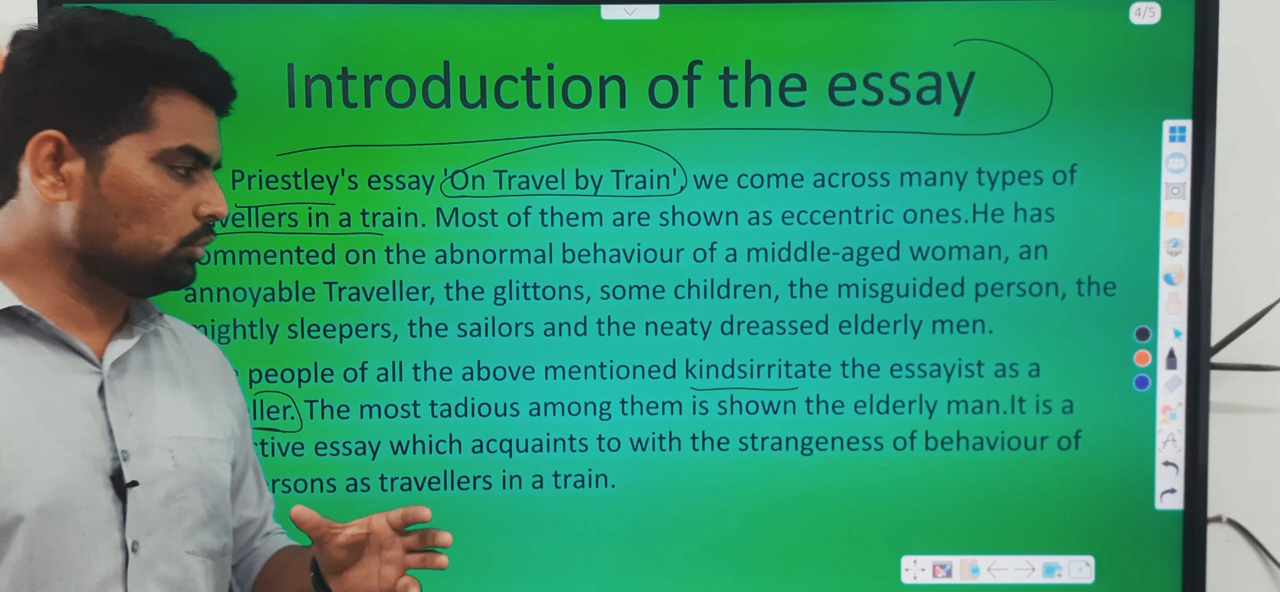 4/5
Introduction of the essay
Priestley's essay 'On Travel by Train', we come across many types of
vellers in a train. Most of them are shown as eccentric ones.He has
ommented on the abnormal behaviour of a middle-aged woman, an
annoyable Traveller, the glittons, some children, the misguided person, the
nightly sleepers, the sailors and the neaty dreassed elderly men.
people of all the above mentioned kindsirritate the essayist as a
ller. The most tadious among them is shown the elderly man.It is a
tive essay which acquaints to with the strangeness of behaviour of
rsons as travellers in a train.
A